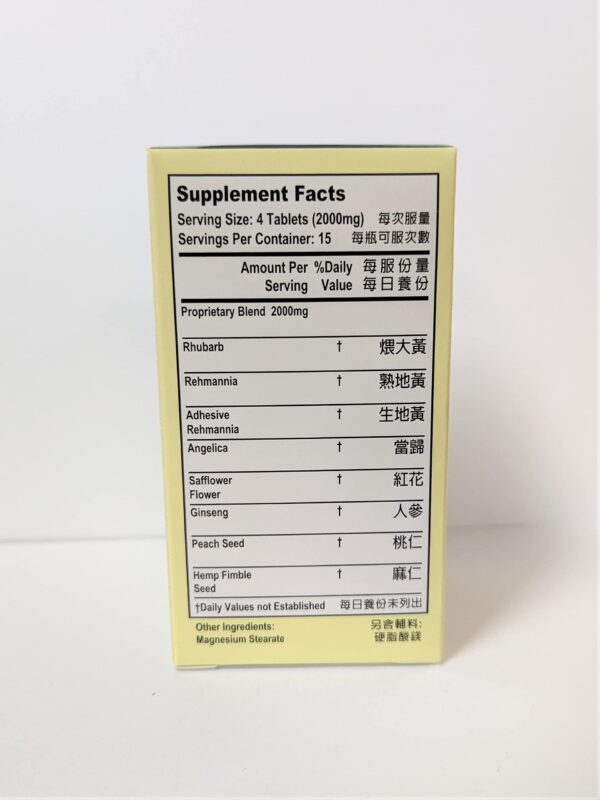 Supplement Facts
Serving Size: 4 Tablets (2000mg) 每次服量
Servings Per Container: 15 每瓶可服次數
Amount Per %Daily 每服份量
Serving Value 每日養份
Proprietary Blend 2000mg
Rhubarb † 煨大黃
Rehmannia † 熟地黃
Adhesive † 生地黃
Rehmannia
Angelica † 當歸
Safflower † 紅花
Flower
Ginseng † 人參
Peach Seed † 桃仁
Hemp Fimble † 麻仁
Seed
†Daily Values not Established 每日養份未列出
Other Ingredients: 另含輔料:
Magnesium Stearate 硬脂酸鎂